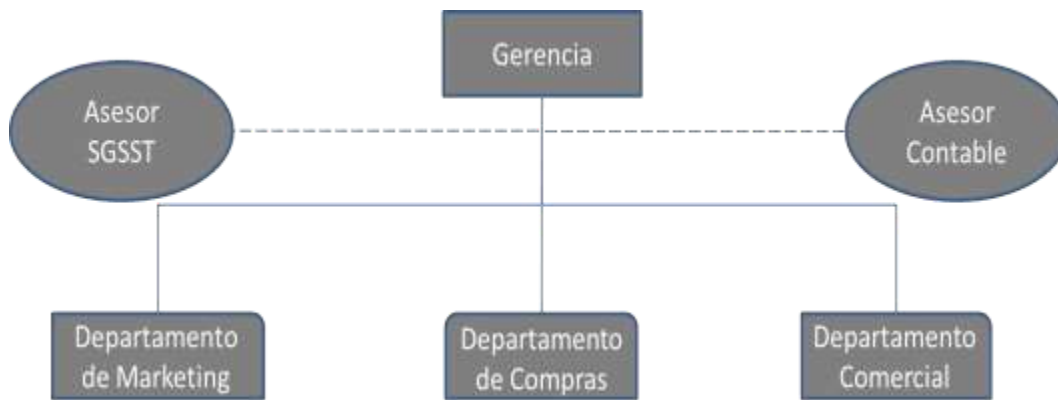 Gerencia
Asesor
SGSST
Asesor
Contable
Departamento
de Marketing
Departamento
de Compras
Departamento
Comercial